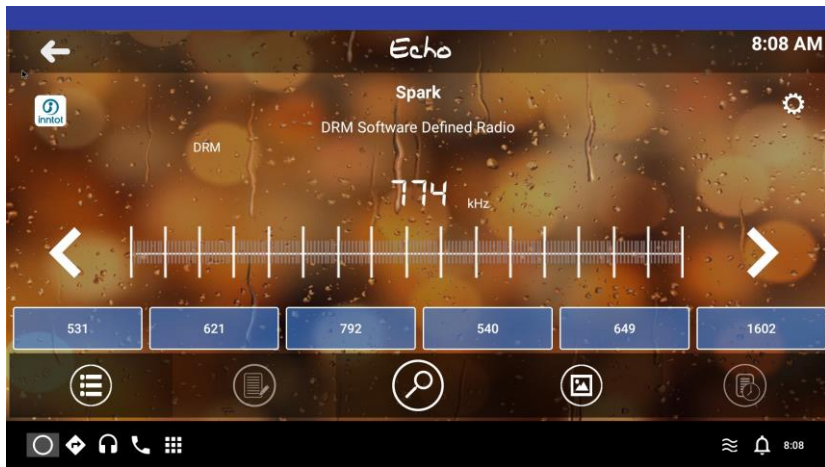 Echo
8:08 AM
inntot
Spark
DRM Software Defined Radio
DRM
774 kHz
531 621 792 540 649 1602
8:08